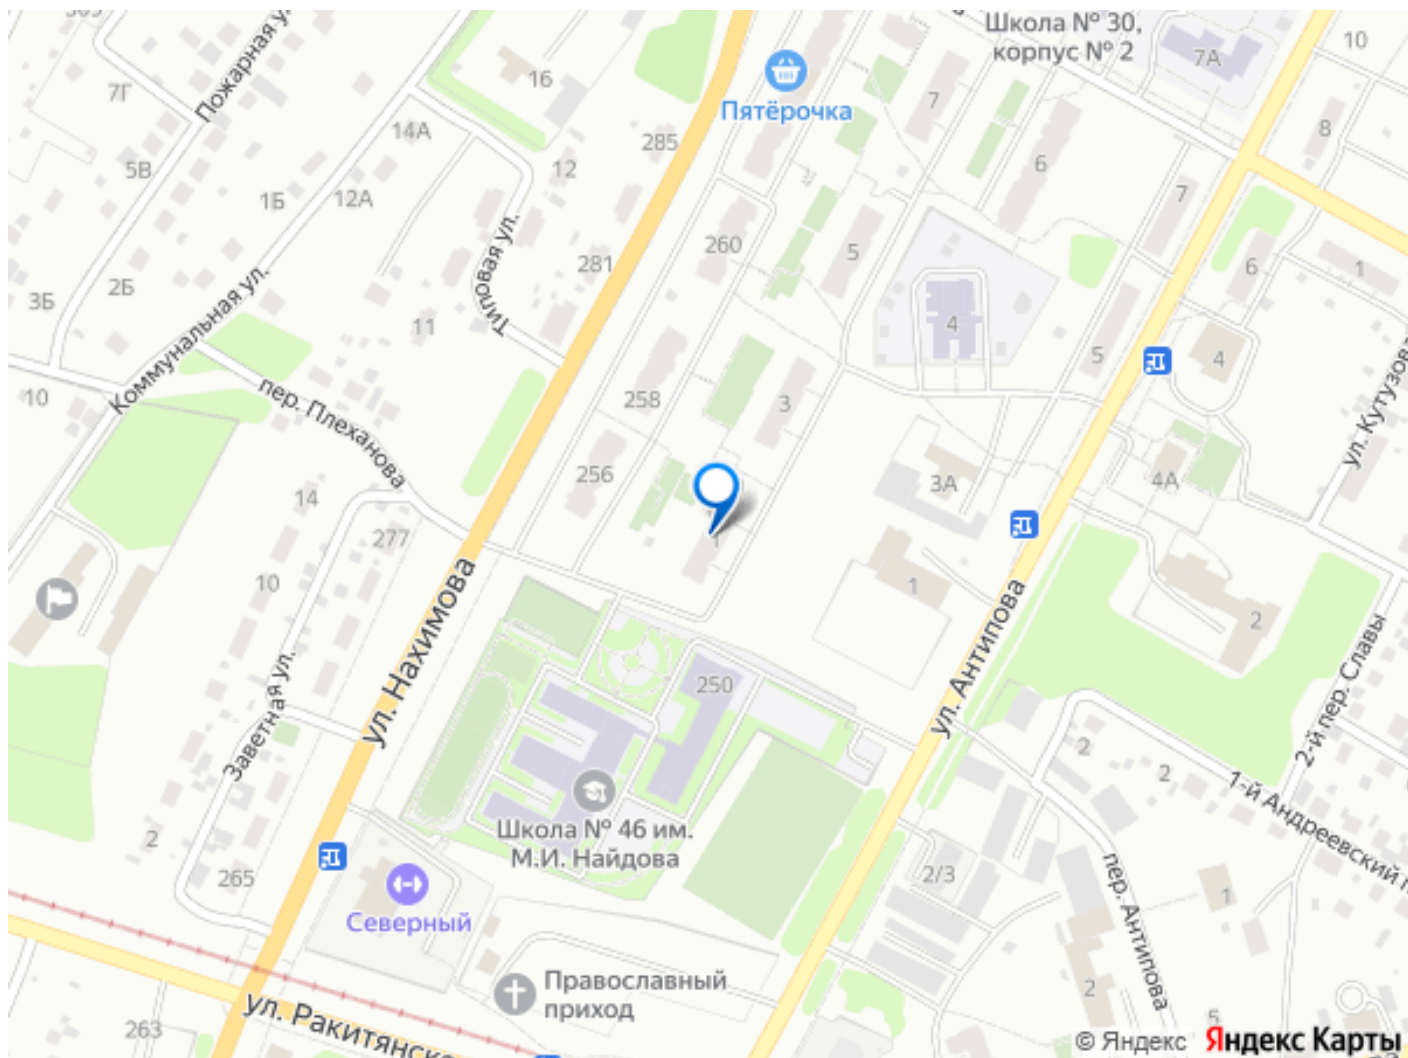 Школа № 30,
корпус № 2
7А
10
Пожарная у
7Г
16
Пятёрочка
7
8
14А
285
6
5В
12
1Б
12А
7
Типовая ул.
260
5
6
1
281
2Б
3Б
Коммунальная ул.
11
4
5
4
10
пер. Плеханова
258
3
ул. Кутузова
256
3А
4А
14
277
1
10
1
2
ул. Нахимова
ул. Антипова
Заветная ул.
250
2-й пер. Славы
2
2
1-й Андреевский п
Школа № 46 им.
М.И. Найдова
2
265
2/3
пер. Антипова
1
Северный
Православный
приход
2
ул. Ракитянско
263
5
© Яндекс Яндекс Карты